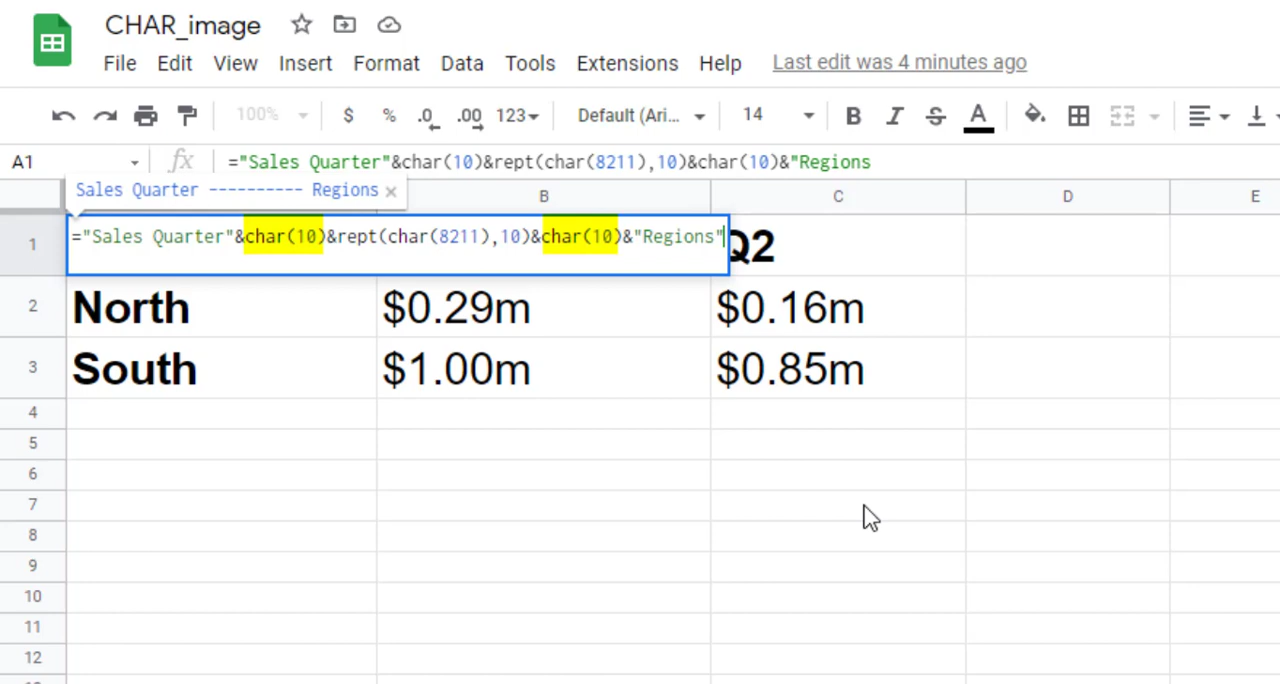 CHAR_image
File Edit View Insert Format Data Tools Extensions Help Last edit was 4 minutes ago
100% $ % .0 .00 123 Default (Ari... 14 B I S A
A1 fx ="Sales Quarter"&char(10)&rept(char(8211),10)&char(10)&"Regions
Sales Quarter ---------- Regions ×
B C D E
1 ="Sales Quarter"&char(10)&rept(char(8211),10)&char(10)&"Regions" Q2
2 North $0.29m $0.16m
3 South $1.00m $0.85m
4
5
6
7
8
9
10
11
12